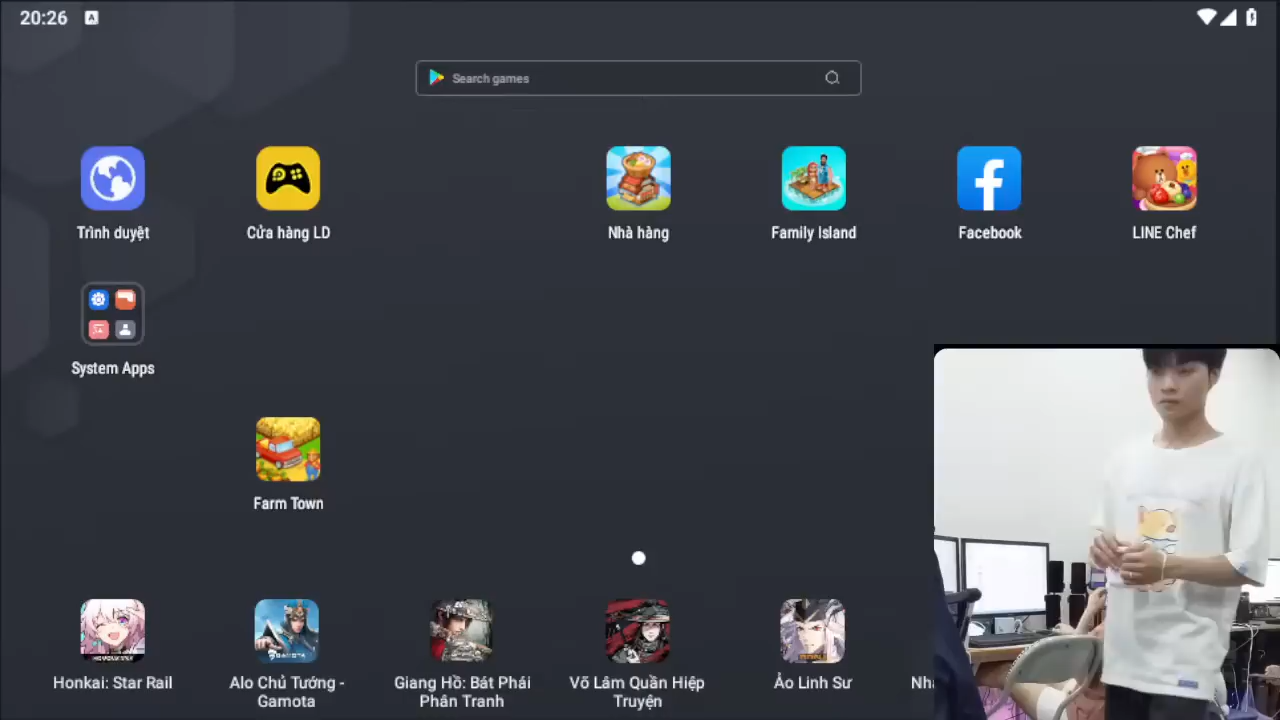 20:26
Search games
Trình duyệt
Cửa hàng LD
Nhà hàng
Family Island
Facebook
LINE Chef
System Apps
Farm Town
Honkai: Star Rail
Alo Chủ Tướng -
Gamota
Giang Hồ: Bát Phái
Phân Tranh
Võ Lâm Quần Hiệp
Truyện
Ảo Linh Sư